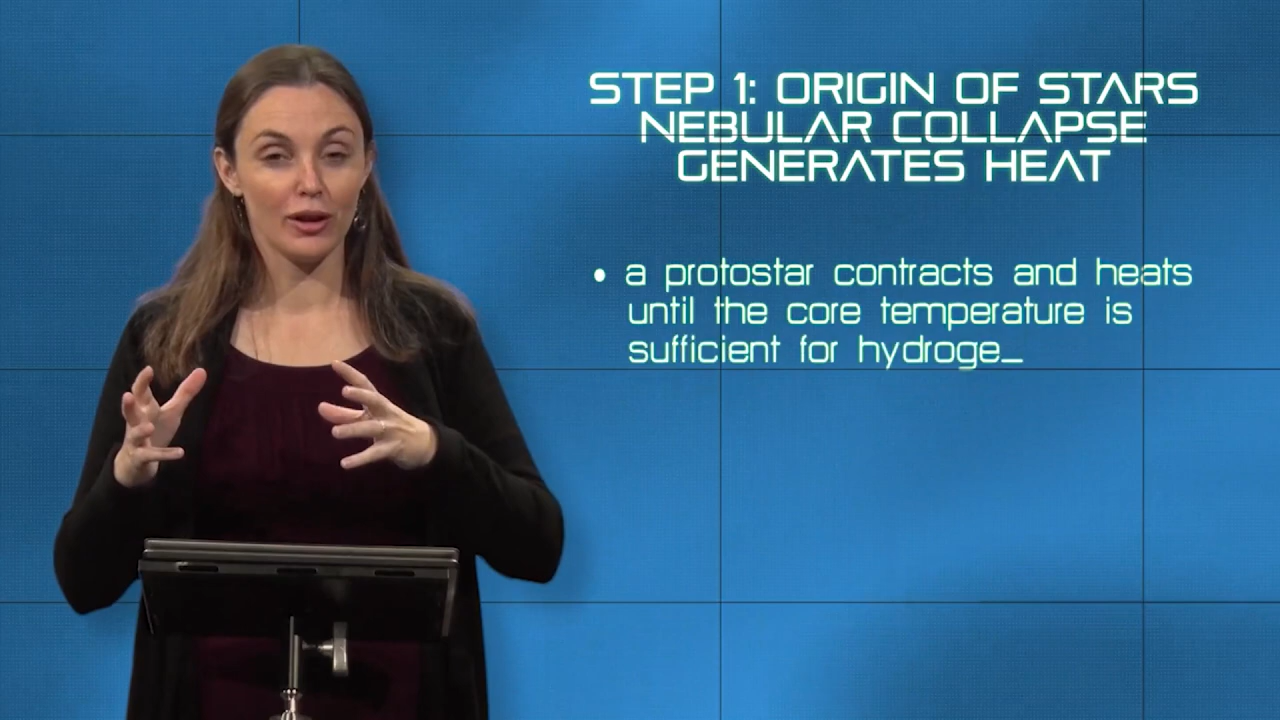 STEP 1: ORIGIN OF STARS
NEBULAR COLLAPSE
GENERATES HEAT
• a protostar contracts and heats
until the core temperature is
sufficient for hydroge_